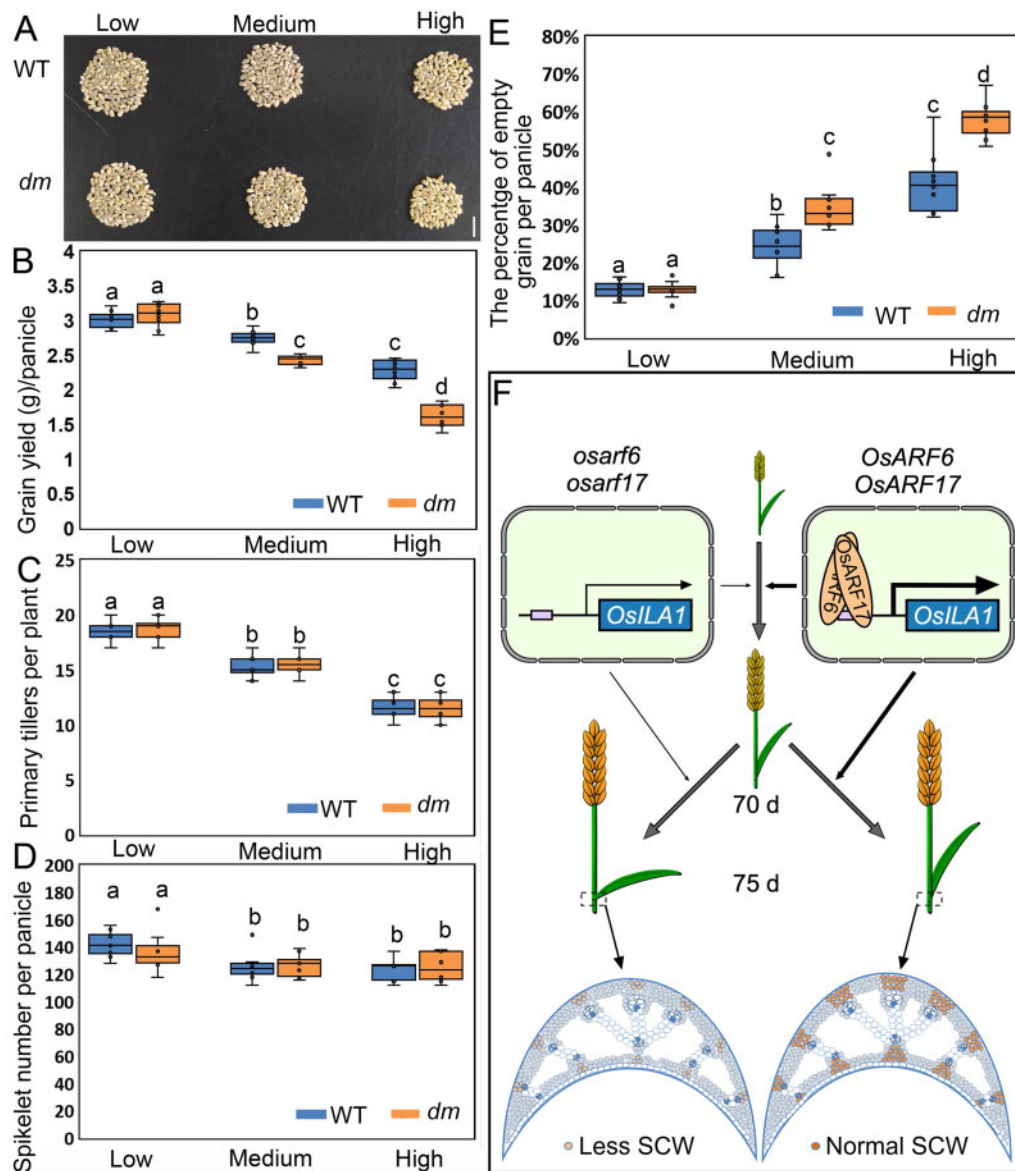 A
Low Medium High
WT
dm
B
Grain yield (g)/panicle
4
3.5
3
2.5
2
1.5
1
0.5
0
a a b c c d
WT dm
Low Medium High
C
Primary tillers per plant
25
20
15
10
5
0
a a b b c c
WT dm
Low Medium High
D
Spikelet number per panicle
200
180
160
140
120
100
80
60
40
20
0
a a b b b b
WT dm
Low Medium High
E
The percentge of empty
grain per panicle
80%
70%
60%
50%
40%
30%
20%
10%
0%
a a b c c d
WT dm
Low Medium High
F
osarf6
osarf17
OsARF6
OsARF17
OsILA1
OsARF17
RF6
OsILA1
70 d
75 d
Less SCW
Normal SCW